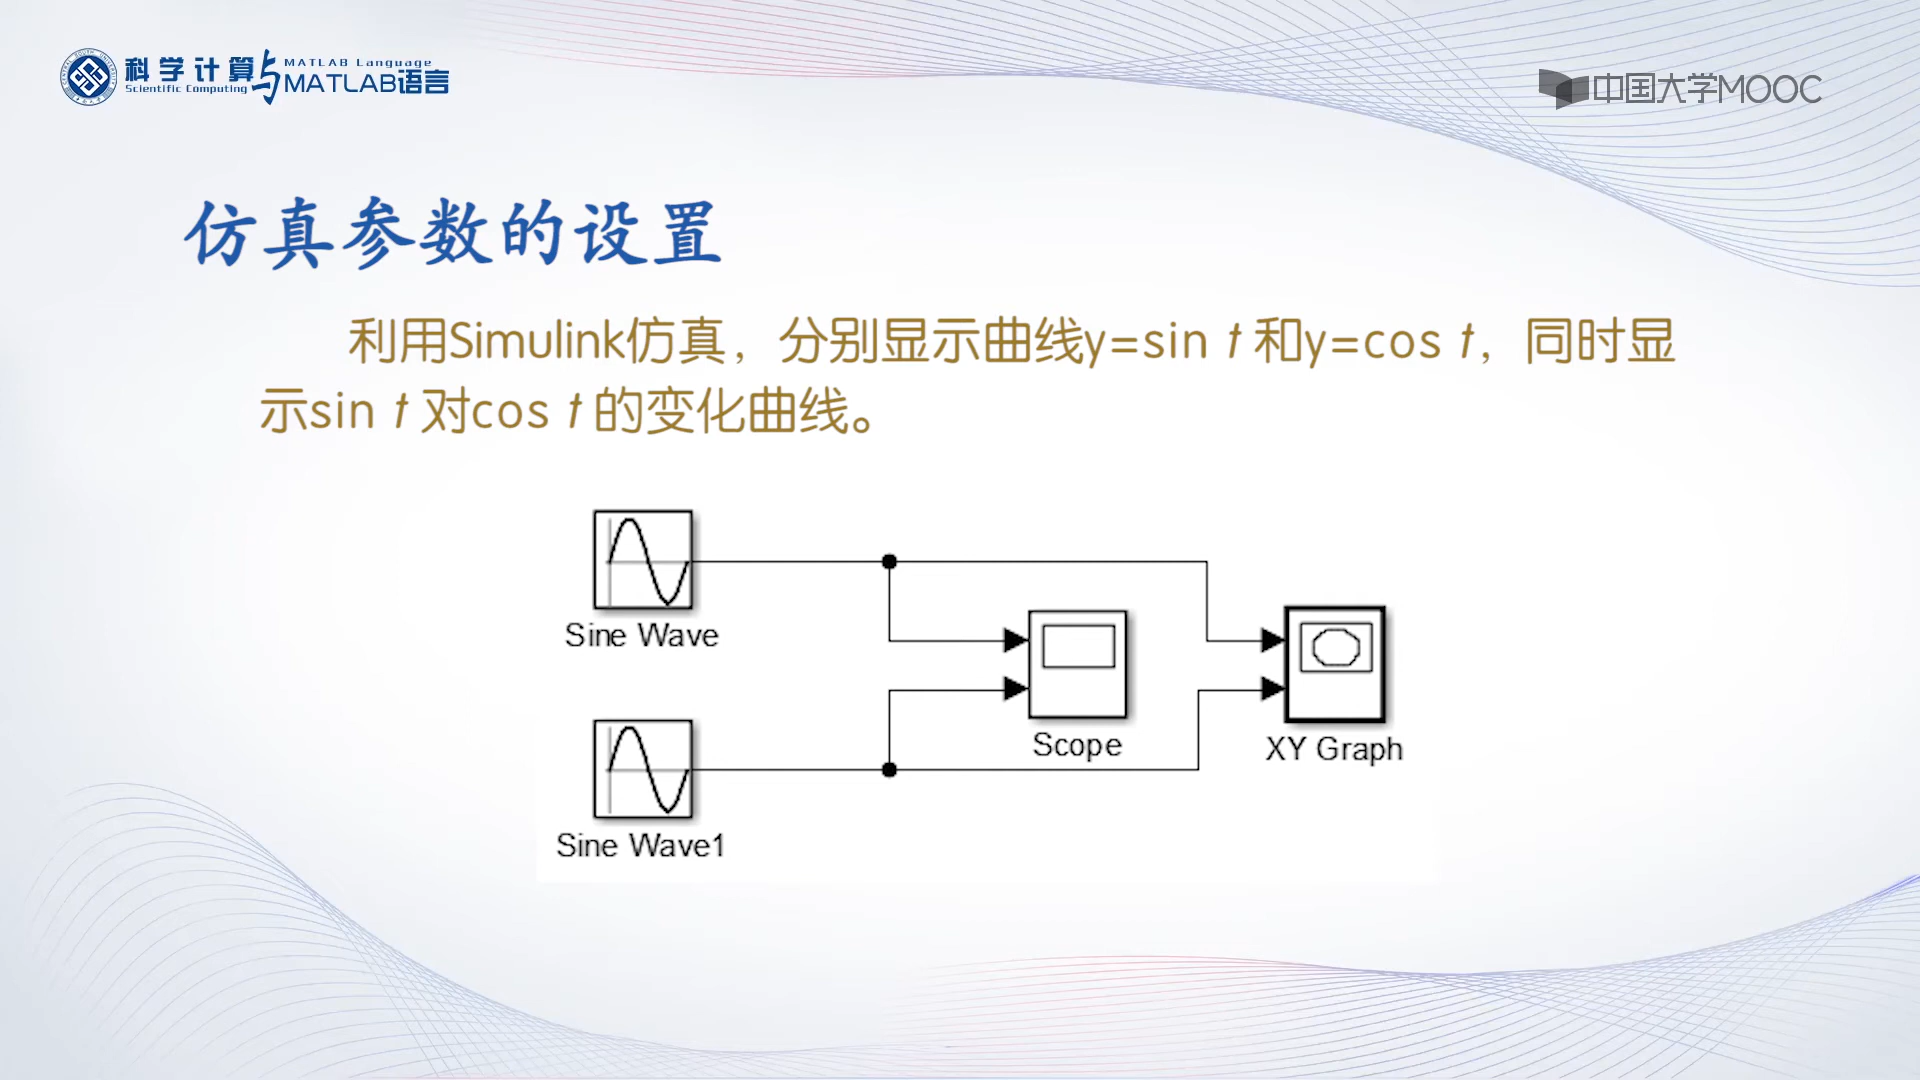 科学计算与MATLAB语言
Scientific Computing
MATLAB Language
中国大学MOOC
仿真参数的设置
利用Simulink仿真，分别显示曲线y=sin t 和y=cos t，同时显
示sin t 对cos t 的变化曲线。
Sine Wave
Scope
XY Graph
Sine Wave1